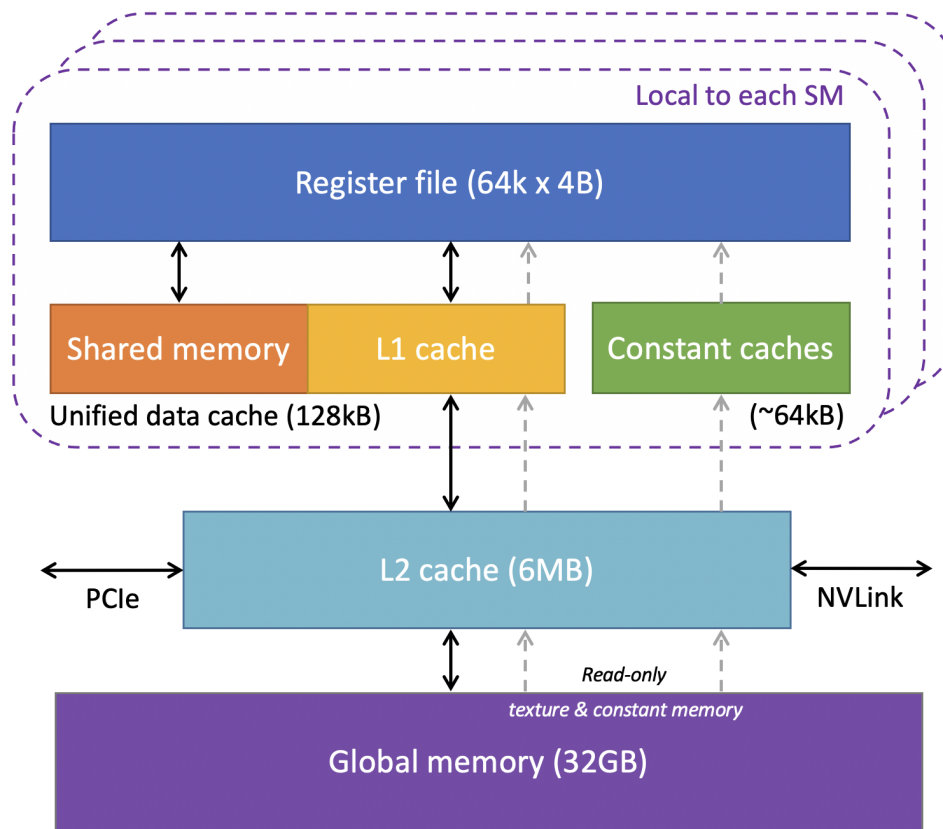 Local to each SM
Register file (64k x 4B)
Shared memory
L1 cache
Constant caches
Unified data cache (128kB)
(~64kB)
L2 cache (6MB)
PCIe
NVLink
Read-only
texture & constant memory
Global memory (32GB)